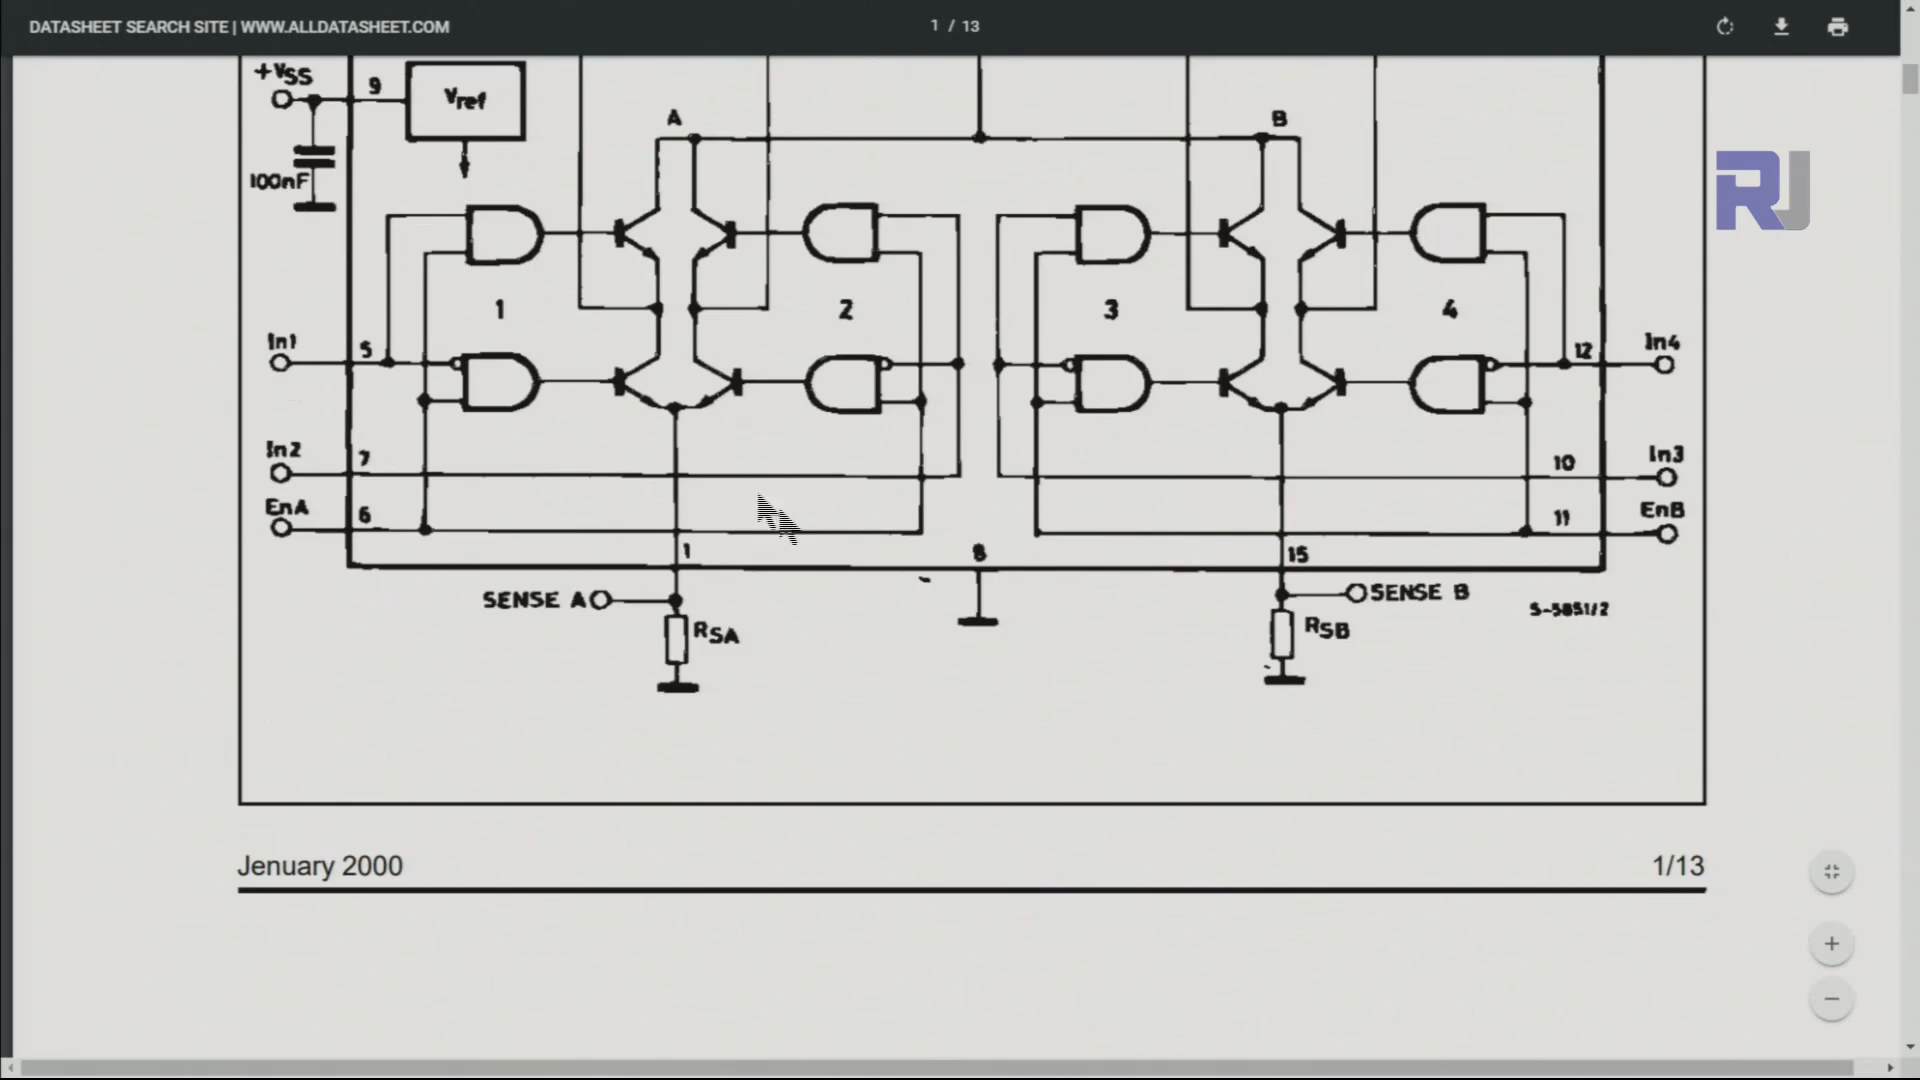 DATASHEET SEARCH SITE | WWW.ALLDATASHEET.COM
1 / 13
+VSS
9
Vref
A
B
100nF
RJ
1
2
3
4
In1
5
12
In4
In2
7
10
In3
EnA
6
11
EnB
1
8
15
SENSE A
SENSE B
S-5851/2
RSA
RSB
Jenuary 2000
1/13